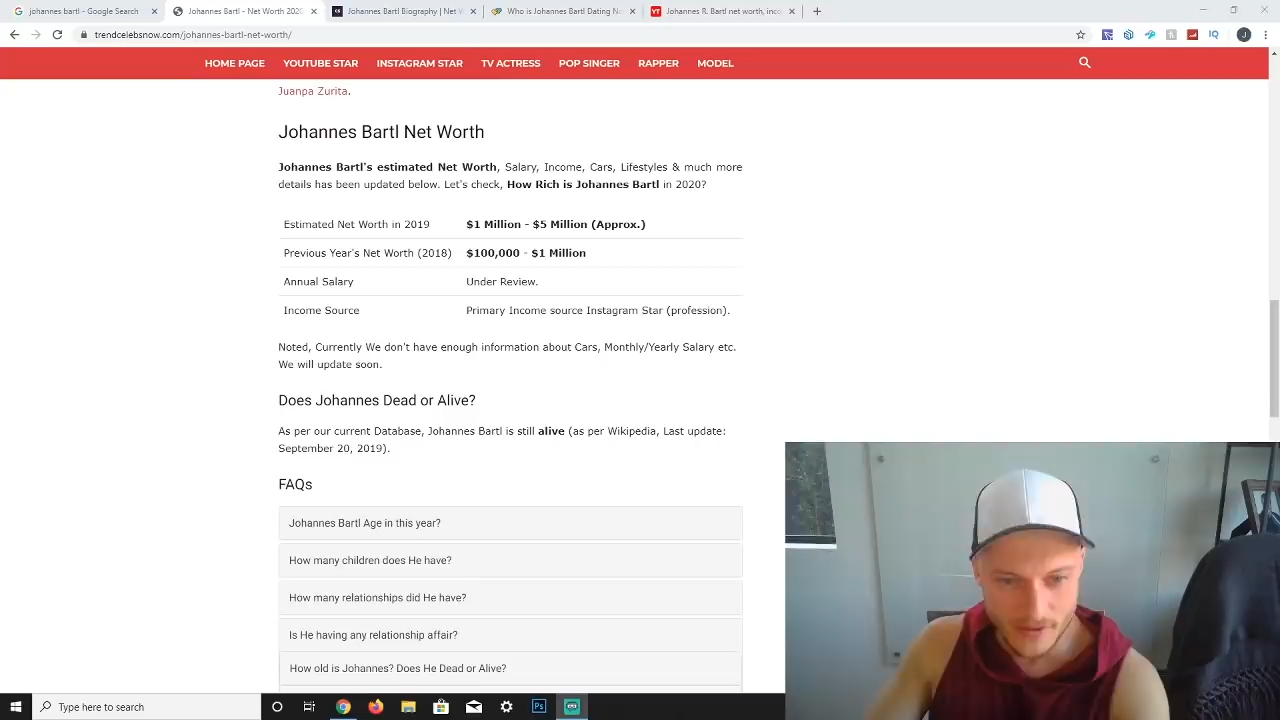 johannes bartl - Google Search
Johannes Bartl - Net Worth 2020
Johannes Bartl Biography | Net W
Who is Johannes Bartl Dating No
Johannes R. Bartl net worth, inco
trendcelebsnow.com/johannes-bartl-net-worth/
HOME PAGE YOUTUBE STAR INSTAGRAM STAR TV ACTRESS POP SINGER RAPPER MODEL
Juanpa Zurita.
Johannes Bartl Net Worth
Johannes Bartl's estimated Net Worth, Salary, Income, Cars, Lifestyles & much more
details has been updated below. Let's check, How Rich is Johannes Bartl in 2020?
Estimated Net Worth in 2019 $1 Million - $5 Million (Approx.)
Previous Year's Net Worth (2018) $100,000 - $1 Million
Annual Salary Under Review.
Income Source Primary Income source Instagram Star (profession).
Noted, Currently We don't have enough information about Cars, Monthly/Yearly Salary etc.
We will update soon.
Does Johannes Dead or Alive?
As per our current Database, Johannes Bartl is still alive (as per Wikipedia, Last update:
September 20, 2019).
FAQs
Johannes Bartl Age in this year?
How many children does He have?
How many relationships did He have?
Is He having any relationship affair?
How old is Johannes? Does He Dead or Alive?
Type here to search